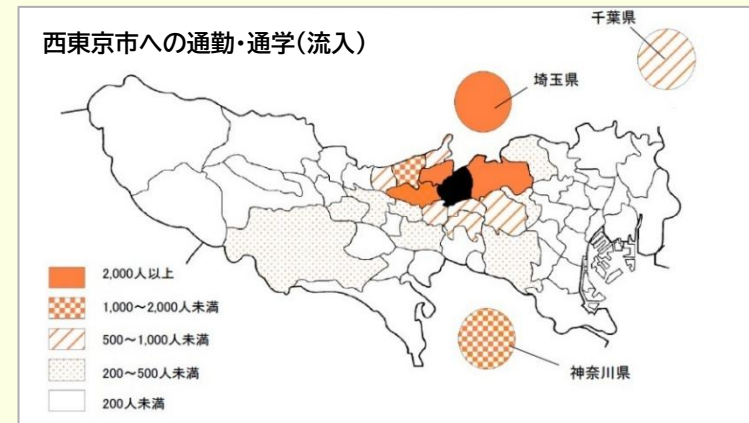 西東京市への通勤・通学(流入)
千葉県
埼玉県
2,000人以上
1,000～2,000人未満
500～1,000人未満
200～500人未満
200人未満
神奈川県